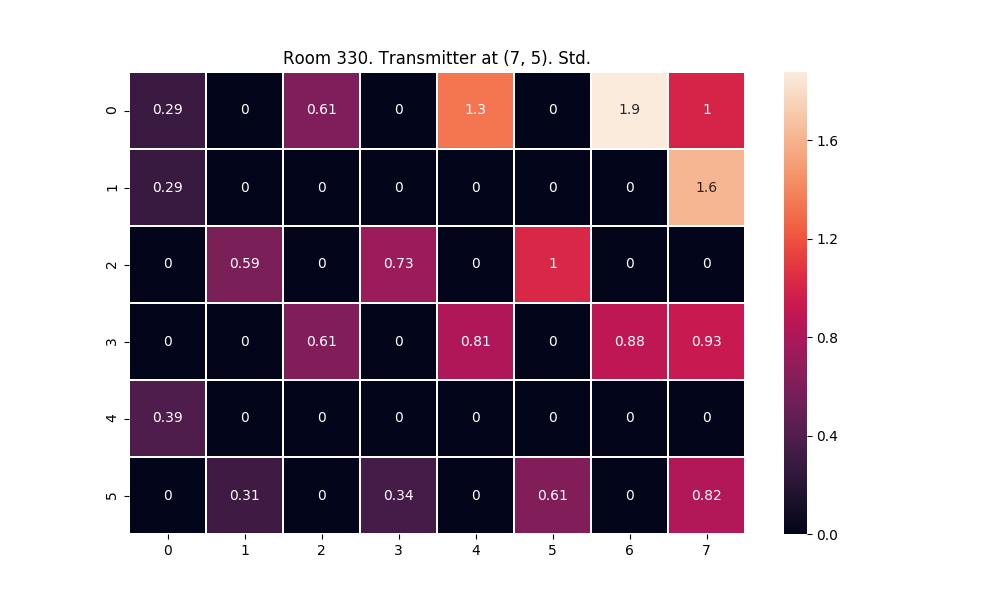 Room 330. Transmitter at (7, 5). Std.
0 0.29 0 0.61 0 1.3 0 1.9 1
1 0.29 0 0 0 0 0 0 1.6
2 0 0.59 0 0.73 0 1 0 0
3 0 0 0.61 0 0.81 0 0.88 0.93
4 0.39 0 0 0 0 0 0 0
5 0 0.31 0 0.34 0 0.61 0 0.82
0 1 2 3 4 5 6 7
1.6
1.2
0.8
0.4
0.0